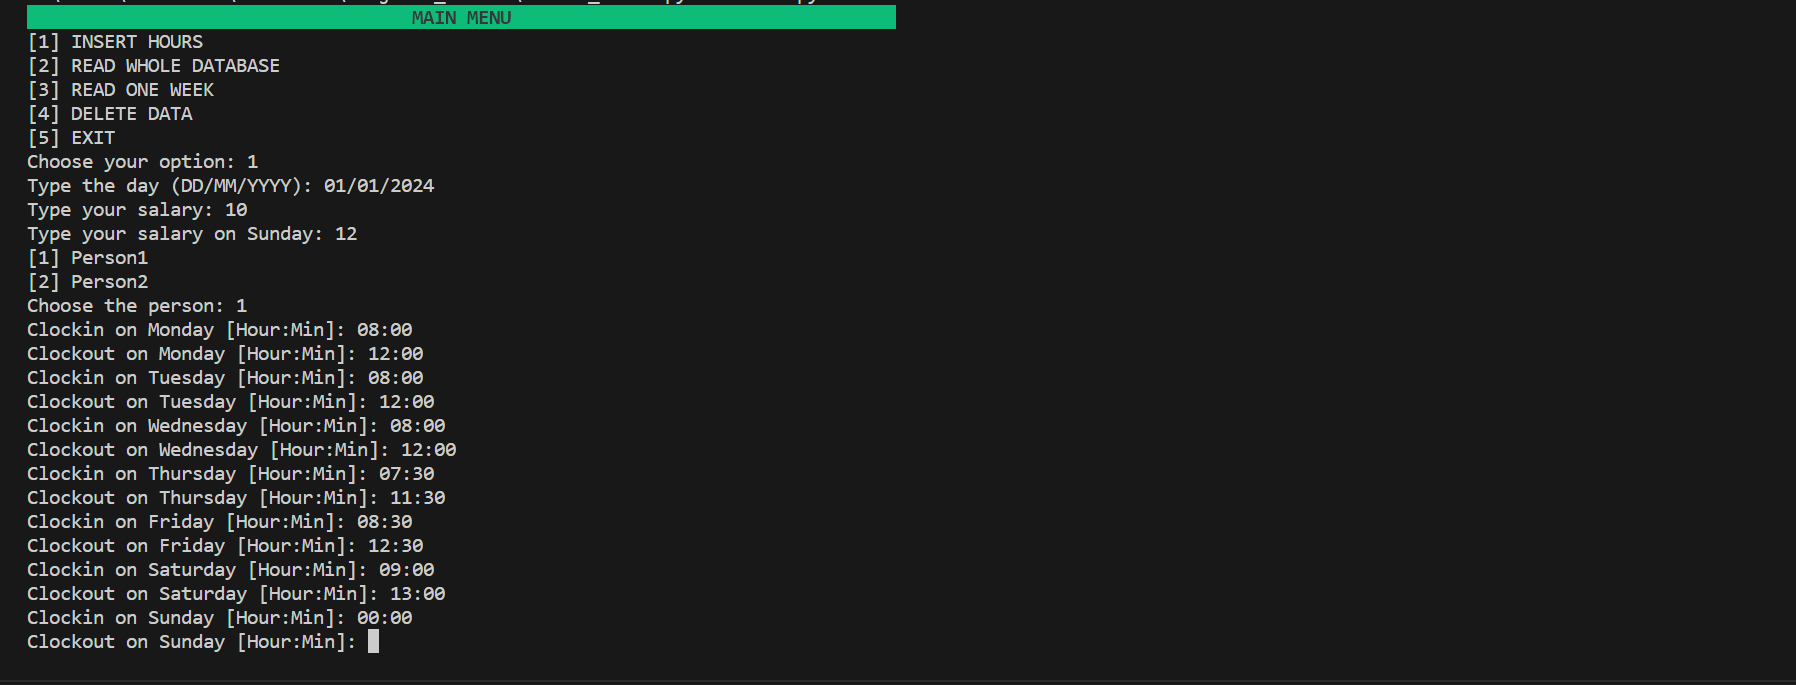 MAIN MENU
[1] INSERT HOURS
[2] READ WHOLE DATABASE
[3] READ ONE WEEK
[4] DELETE DATA
[5] EXIT
Choose your option: 1
Type the day (DD/MM/YYYY): 01/01/2024
Type your salary: 10
Type your salary on Sunday: 12
[1] Person1
[2] Person2
Choose the person: 1
Clockin on Monday [Hour:Min]: 08:00
Clockout on Monday [Hour:Min]: 12:00
Clockin on Tuesday [Hour:Min]: 08:00
Clockout on Tuesday [Hour:Min]: 12:00
Clockin on Wednesday [Hour:Min]: 08:00
Clockout on Wednesday [Hour:Min]: 12:00
Clockin on Thursday [Hour:Min]: 07:30
Clockout on Thursday [Hour:Min]: 11:30
Clockin on Friday [Hour:Min]: 08:30
Clockout on Friday [Hour:Min]: 12:30
Clockin on Saturday [Hour:Min]: 09:00
Clockout on Saturday [Hour:Min]: 13:00
Clockin on Sunday [Hour:Min]: 00:00
Clockout on Sunday [Hour:Min]: